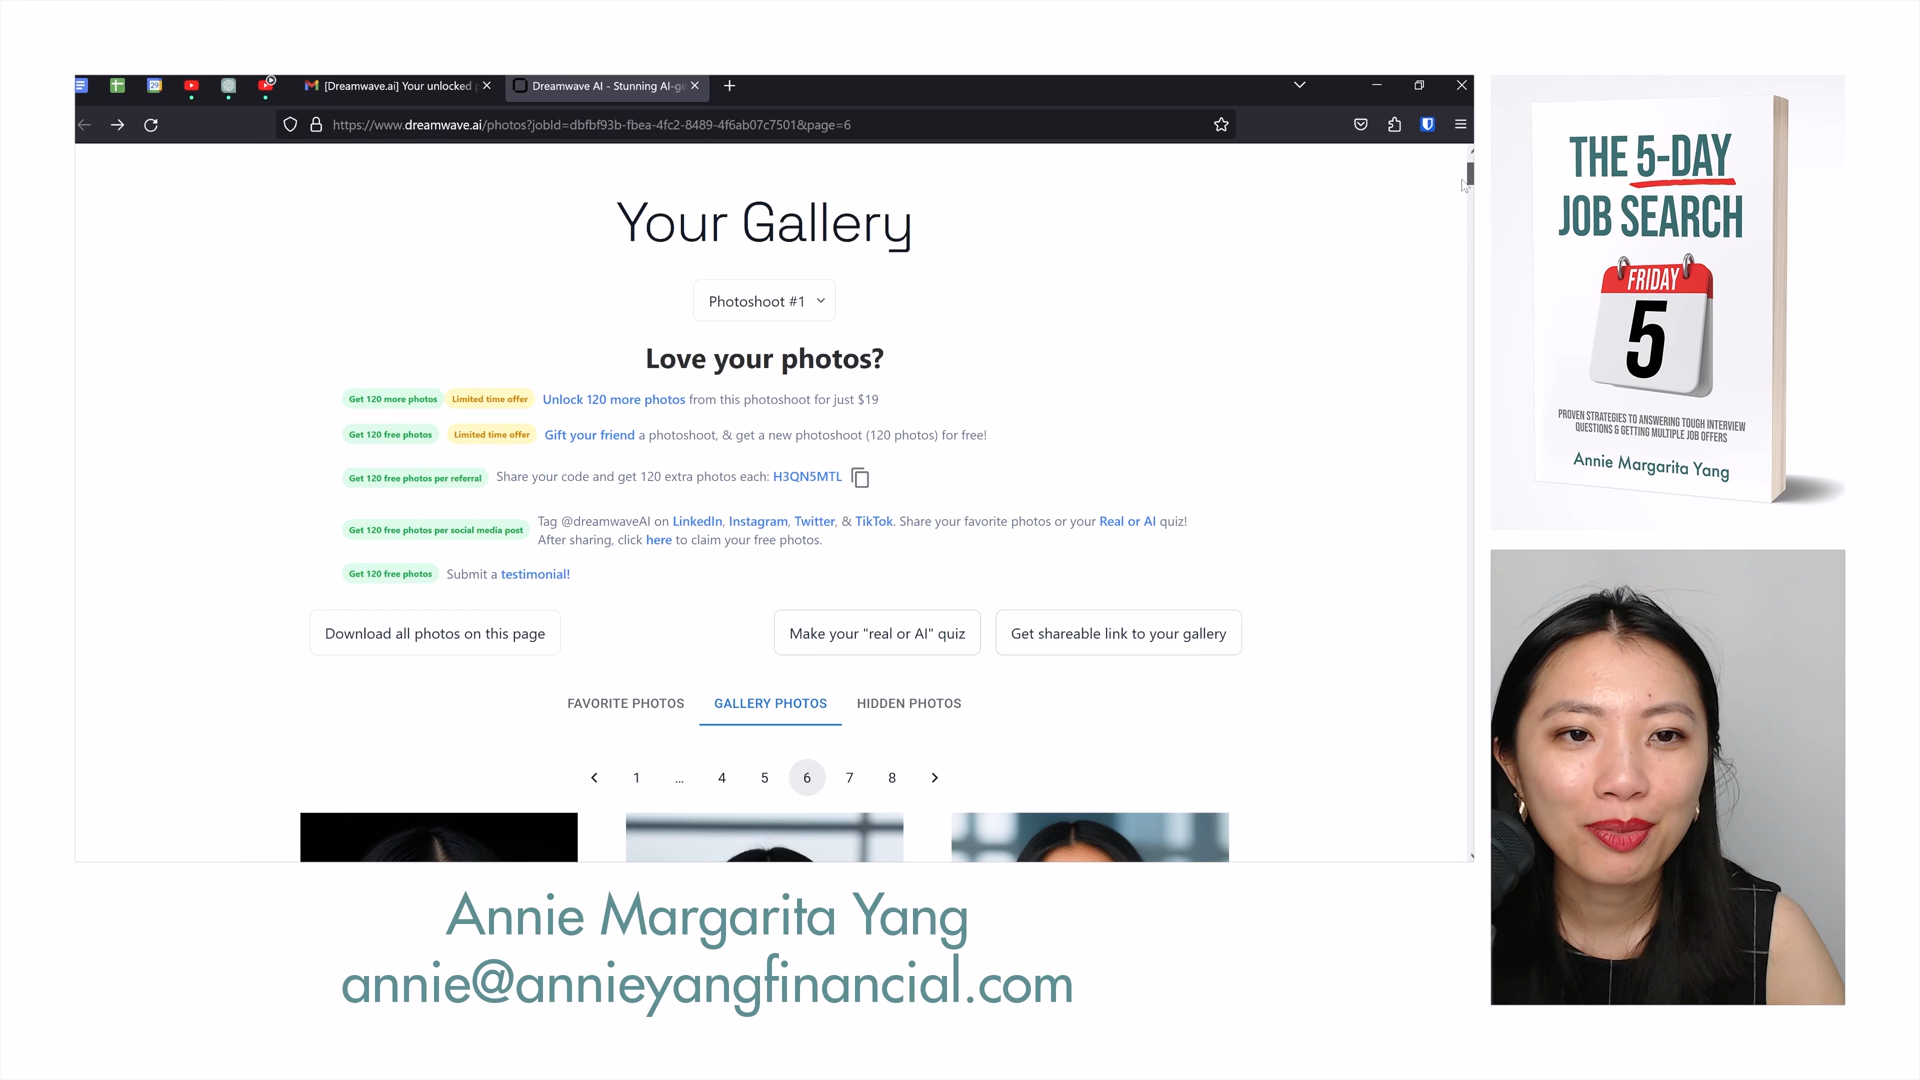 [Dreamwave.ai] Your unlocked
Dreamwave AI - Stunning AI-ge
https://www.dreamwave.ai/photos?jobId=dbfbf93b-fbea-4fc2-8489-4f6ab07c7501&page=6
Your Gallery
Photoshoot #1
Love your photos?
Get 120 more photos Limited time offer Unlock 120 more photos from this photoshoot for just $19
Get 120 free photos Limited time offer Gift your friend a photoshoot, & get a new photoshoot (120 photos) for free!
Get 120 free photos per referral Share your code and get 120 extra photos each: H3QN5MTL
Get 120 free photos per social media post Tag @dreamwaveAI on LinkedIn, Instagram, Twitter, & TikTok. Share your favorite photos or your Real or AI quiz!
After sharing, click here to claim your free photos.
Get 120 free photos Submit a testimonial!
Download all photos on this page Make your "real or AI" quiz Get shareable link to your gallery
FAVORITE PHOTOS GALLERY PHOTOS HIDDEN PHOTOS
1 ... 4 5 6 7 8
Annie Margarita Yang
annie@annieyangfinancial.com
THE 5-DAY
JOB SEARCH
FRIDAY
5
PROVEN STRATEGIES TO ANSWERING TOUGH INTERVIEW
QUESTIONS & GETTING MULTIPLE JOB OFFERS
Annie Margarita Yang